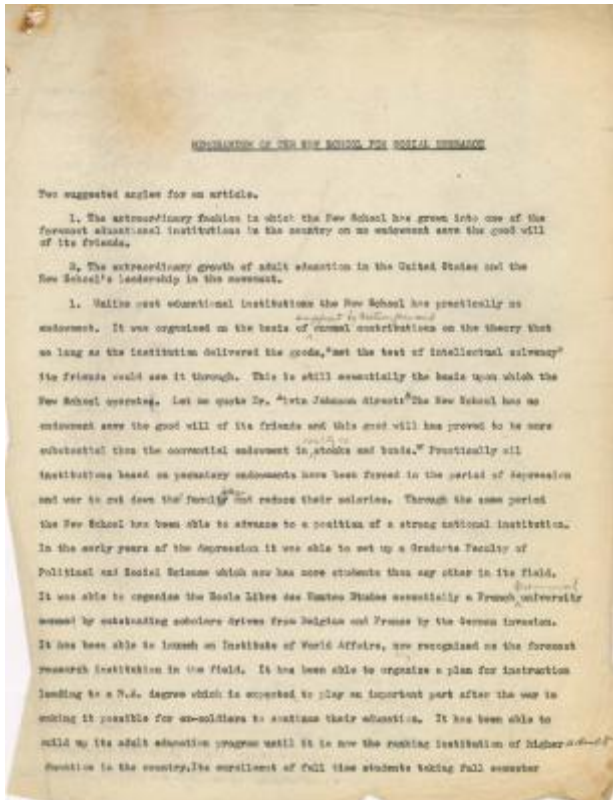 MEMORANDUM ON THE NEW SCHOOL FOR SOCIAL RESEARCH
Two suggested angles for an article.
1. The extraordinary fashion in which the New School has grown into one of the
foremost educational institutions in the country on no endowment save the good will
of its friends.
2. The extraordinary growth of adult education in the United States and the
New School's leadership in the movement.
1. Unlike most educational institutions the New School has practically no
support by
endowment. It was organized on the basis of annual contributions on the theory that
as long as the institution delivered the goods, "met the test of intellectual solvency"
its friends would see it through. This is still essentially the basis upon which the
New School operates. Let me quote Dr. Alvin Johnson direct: "The New School has no
endowment save the good will of its friends and this good will has proved to be more
substantial than the conventional endowment in stocks and bonds." Practically all
institutions based on pecuniary endowments have been forced in the period of depression
and war to cut down the faculty and reduce their salaries. Through the same period
the New School has been able to advance to a position of a strong national institution.
In the early years of the depression it was able to set up a Graduate Faculty of
Political and Social Science which now has more students than any other in its field.
It was able to organize the Ecole Libre des Hautes Etudes essentially a French university
manned by outstanding scholars driven from Belgium and France by the German invasion.
It has been able to launch an Institute of World Affairs, now recognized as the foremost
research institution in the field. It has been able to organize a plan for instruction
leading to a B.A. degree which is expected to play an important part after the war in
making it possible for ex-soldiers to continue their education. It has been able to
build up its adult education program until it is now the ranking institution of higher adult
education in the country. Its enrollment of full time students taking full semester